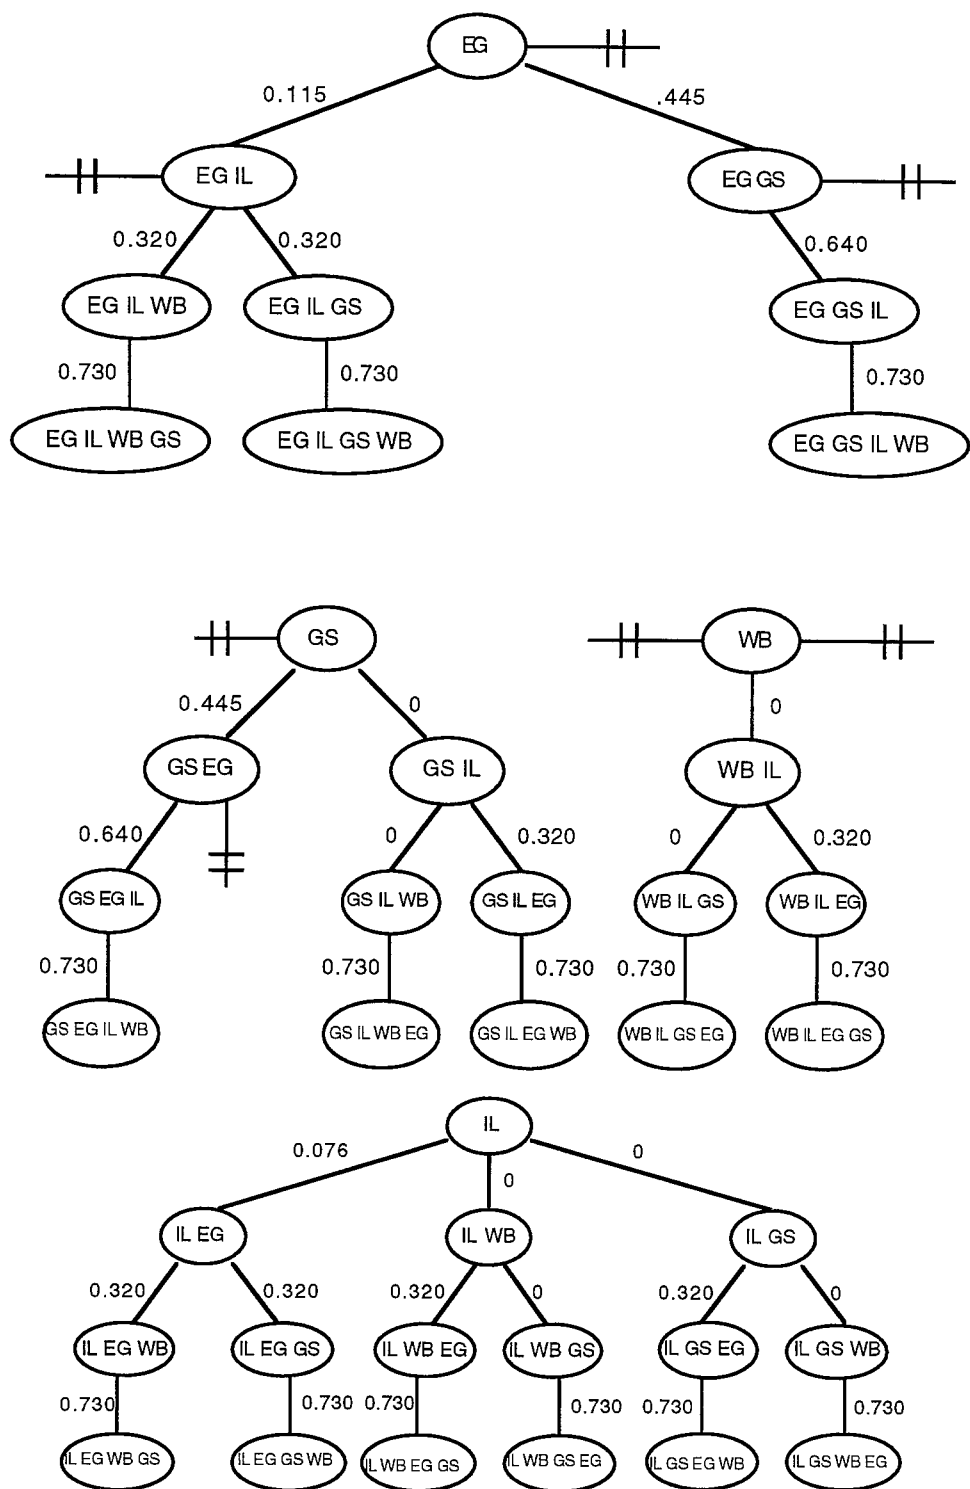 EG
0.115 .445
EG IL EG GS
0.320 0.320 0.640
EG IL WB EG IL GS EG GS IL
0.730 0.730 0.730
EG IL WB GS EG IL GS WB EG GS IL WB
GS WB
0.445 0 0
GS EG GS IL WB IL
0.640 0 0.320 0 0.320
GS EG IL GS IL WB GS IL EG WB IL GS WB IL EG
0.730 0.730 0.730 0.730 0.730
GS EG IL WB GS IL WB EG GS IL EG WB WB IL GS EG WB IL EG GS
IL
0.076 0 0
IL EG IL WB IL GS
0.320 0.320 0.320 0 0.320 0
IL EG WB IL EG GS IL WB EG IL WB GS IL GS EG IL GS WB
0.730 0.730 0.730 0.730 0.730 0.730
IL EG WB GS IL EG GS WB IL WB EG GS IL WB GS EG IL GS EG WB IL GS WB EG